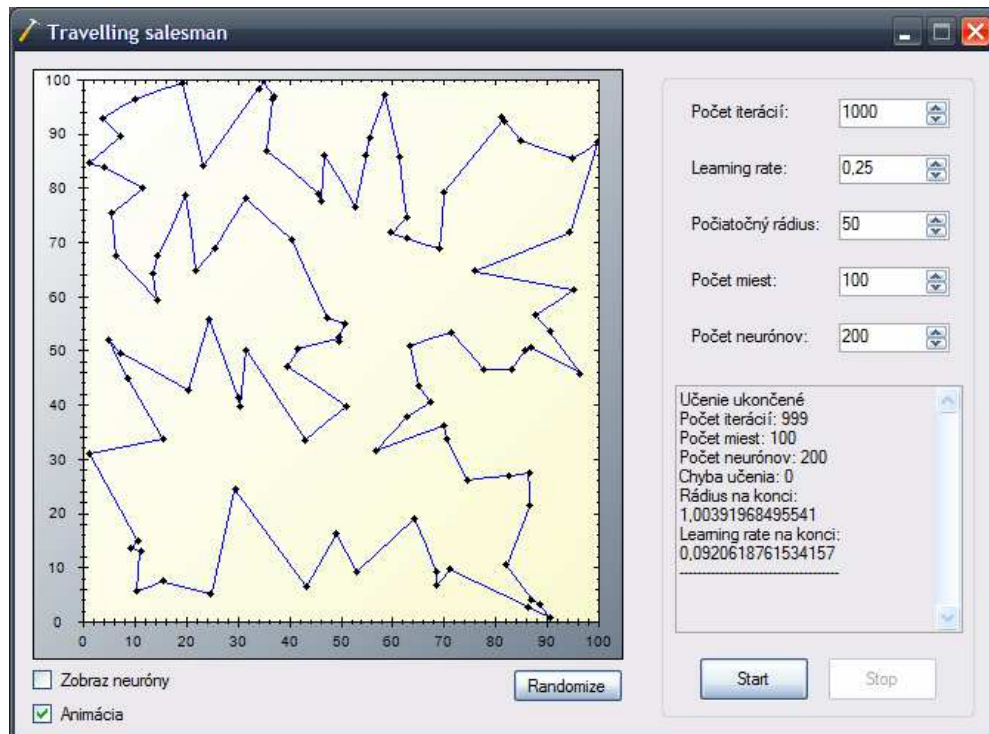 Travelling salesman
100
90
80
70
60
50
40
30
20
10
0
0 10 20 30 40 50 60 70 80 90 100
Zobraz neuróny
Animácia
Randomize
Počet iterácií: 1000
Learning rate: 0,25
Počiatočný rádius: 50
Počet miest: 100
Počet neurónov: 200
Učenie ukončené
Počet iterácií: 999
Počet miest: 100
Počet neurónov: 200
Chyba učenia: 0
Rádius na konci:
1,00391968495541
Learning rate na konci:
0,0920618761534157
------------------------------------
Start Stop